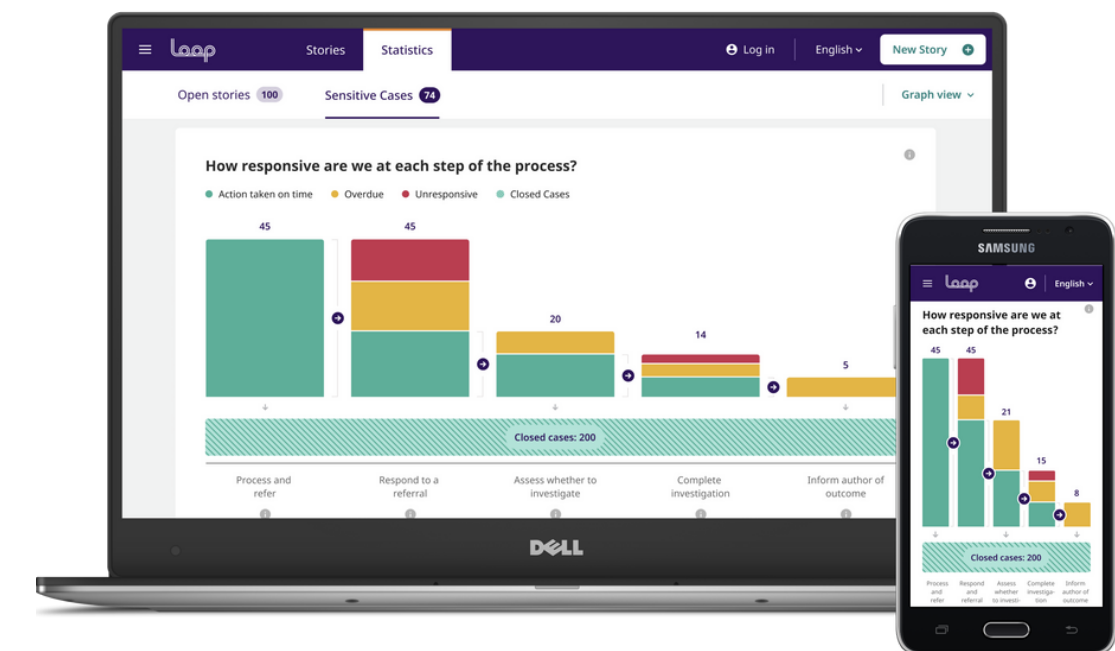 Loop
Stories
Statistics
Log in
English
New Story
Open stories 100
Sensitive Cases 74
Graph view
How responsive are we at each step of the process?
Action taken on time
Overdue
Unresponsive
Closed Cases
45
45
20
14
5
Closed cases: 200
Process and
refer
Respond to a
referral
Assess whether to
investigate
Complete
investigation
Inform author of
outcome
DELL
SAMSUNG
Loop
English
How responsive are we at
each step of the process?
45
45
21
15
8
Closed cases: 200
Process
and
refer
Respond
and
referral
Assess
whether
to investi-
Complete
investiga-
tion
Inform
author of
outcome